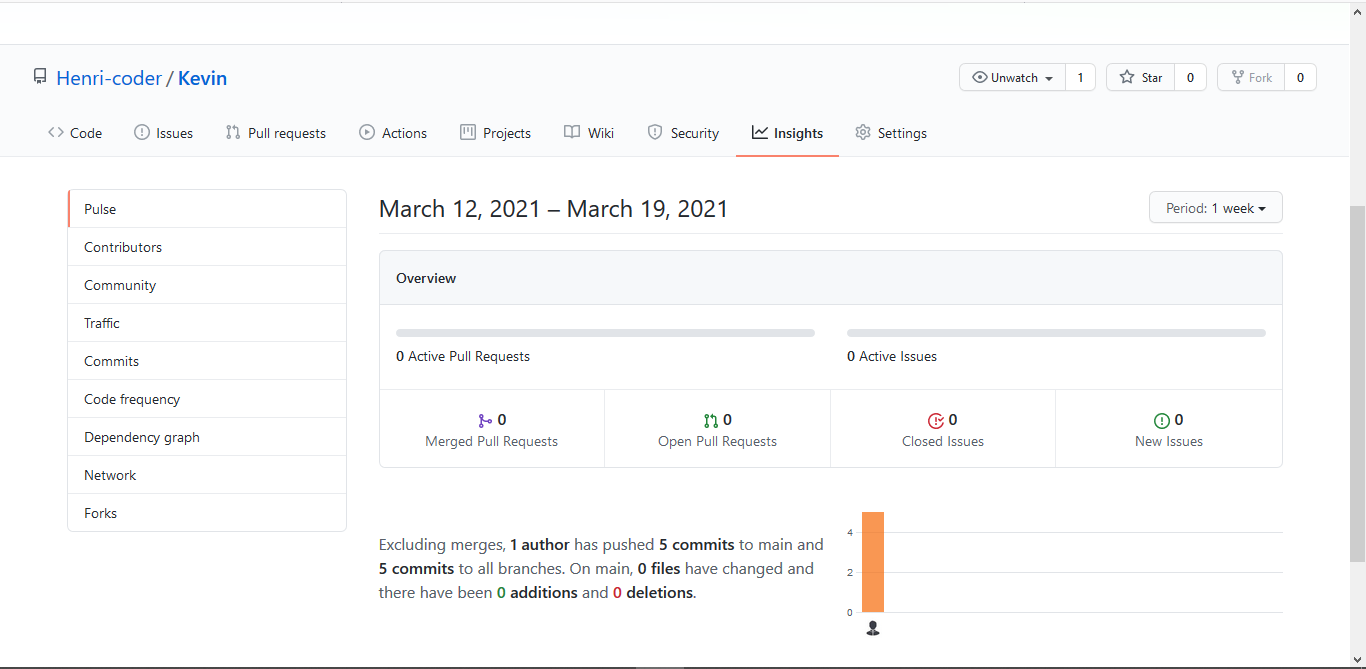 Henri-coder / Kevin
Unwatch 1 Star 0 Fork 0
Code Issues Pull requests Actions Projects Wiki Security Insights Settings
Pulse
Contributors
Community
Traffic
Commits
Code frequency
Dependency graph
Network
Forks
March 12, 2021 – March 19, 2021
Period: 1 week
Overview
0 Active Pull Requests
0 Active Issues
0
Merged Pull Requests
0
Open Pull Requests
0
Closed Issues
0
New Issues
Excluding merges, 1 author has pushed 5 commits to main and
5 commits to all branches. On main, 0 files have changed and
there have been 0 additions and 0 deletions.
4
2
0